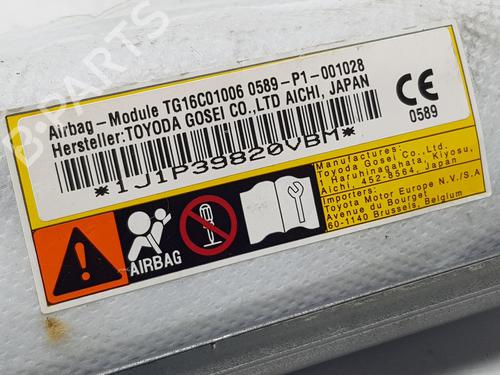 B-PARTS
Airbag-Module TG16C01006 0589-P1-001028
Hersteller:TOYODA GOSEI CO.,LTD AICHI, JAPAN
*1J1P39820VBM*
CE
0589
Manufactures:
Toyoda Gosei Co.,Ltd.
1 Haruhinagahata, Kiyosu,
Aichi, 452-8564, Japan
Importers:
Toyota Motor Europe N.V./S.A
Avenue du Bourget
60-1140 Brussels, Belgium
AIRBAG